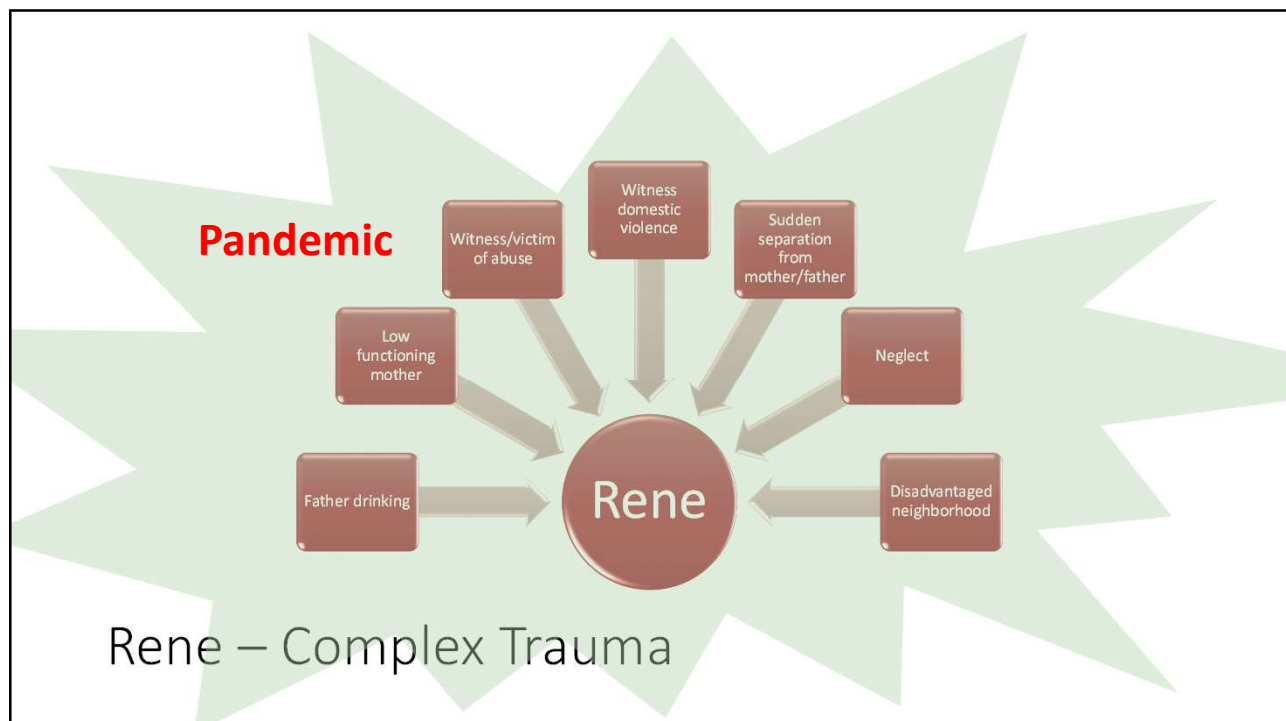 Pandemic
Witness
domestic
violence
Witness/victim
of abuse
Sudden
separation
from
mother/father
Low
functioning
mother
Neglect
Father drinking
Rene
Disadvantaged
neighborhood
Rene – Complex Trauma